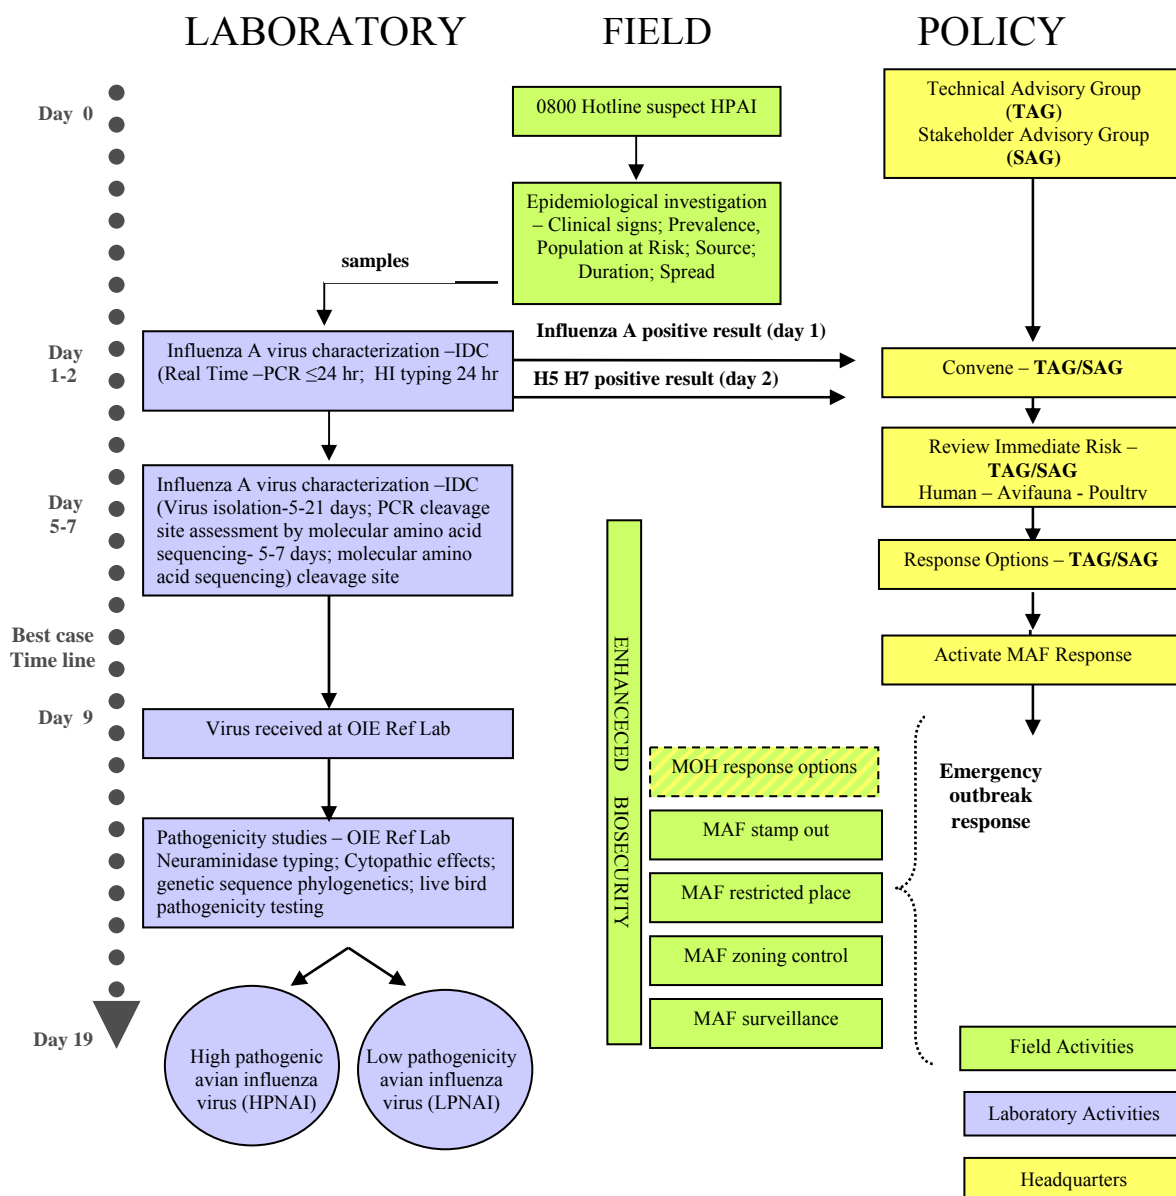 LABORATORY
FIELD
POLICY
Day 0
0800 Hotline suspect HPAI
Technical Advisory Group
(TAG)
Stakeholder Advisory Group
(SAG)
Epidemiological investigation
– Clinical signs; Prevalence,
Population at Risk; Source;
Duration; Spread
samples
Day
1-2
Influenza A virus characterization –IDC
(Real Time –PCR ≤24 hr; HI typing 24 hr
Influenza A positive result (day 1)
H5 H7 positive result (day 2)
Convene – TAG/SAG
Review Immediate Risk –
TAG/SAG
Human – Avifauna - Poultry
Day
5-7
Influenza A virus characterization –IDC
(Virus isolation-5-21 days; PCR cleavage
site assessment by molecular amino acid
sequencing- 5-7 days; molecular amino
acid sequencing) cleavage site
Response Options – TAG/SAG
Best case
Time line
Activate MAF Response
ENHANCECED BIOSECURITY
Day 9
Virus received at OIE Ref Lab
MOH response options
Emergency
outbreak
response
MAF stamp out
Pathogenicity studies – OIE Ref Lab
Neuraminidase typing; Cytopathic effects;
genetic sequence phylogenetics; live bird
pathogenicity testing
MAF restricted place
MAF zoning control
MAF surveillance
Day 19
High pathogenic
avian influenza
virus (HPNAI)
Low pathogenicity
avian influenza
virus (LPNAI)
Field Activities
Laboratory Activities
Headquarters